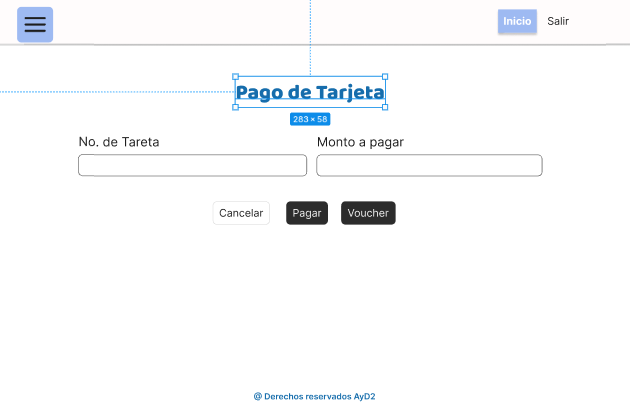 Inicio Salir
Pago de Tarjeta
283 × 58
No. de Tareta Monto a pagar
Cancelar Pagar Voucher
@ Derechos reservados AyD2